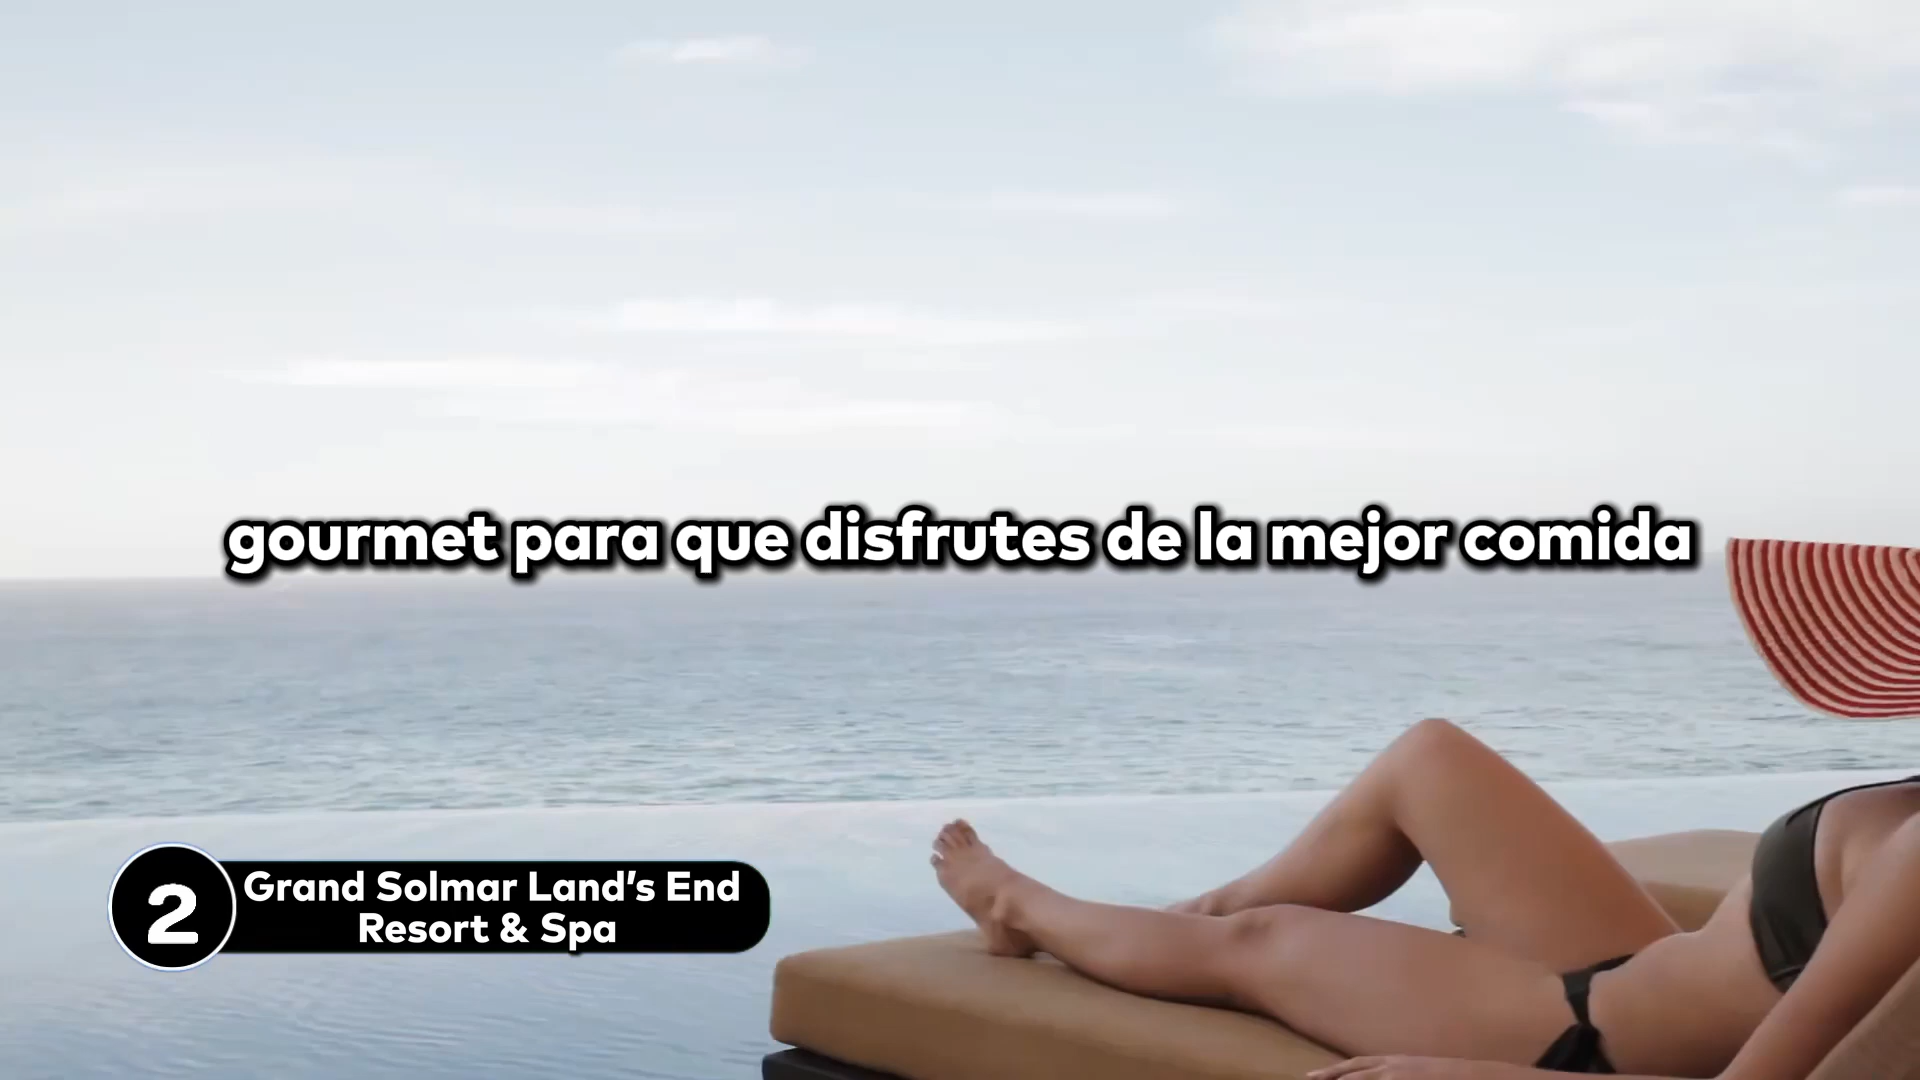 gourmet para que disfrutes de la mejor comida
2
Grand Solmar Land's End
Resort & Spa